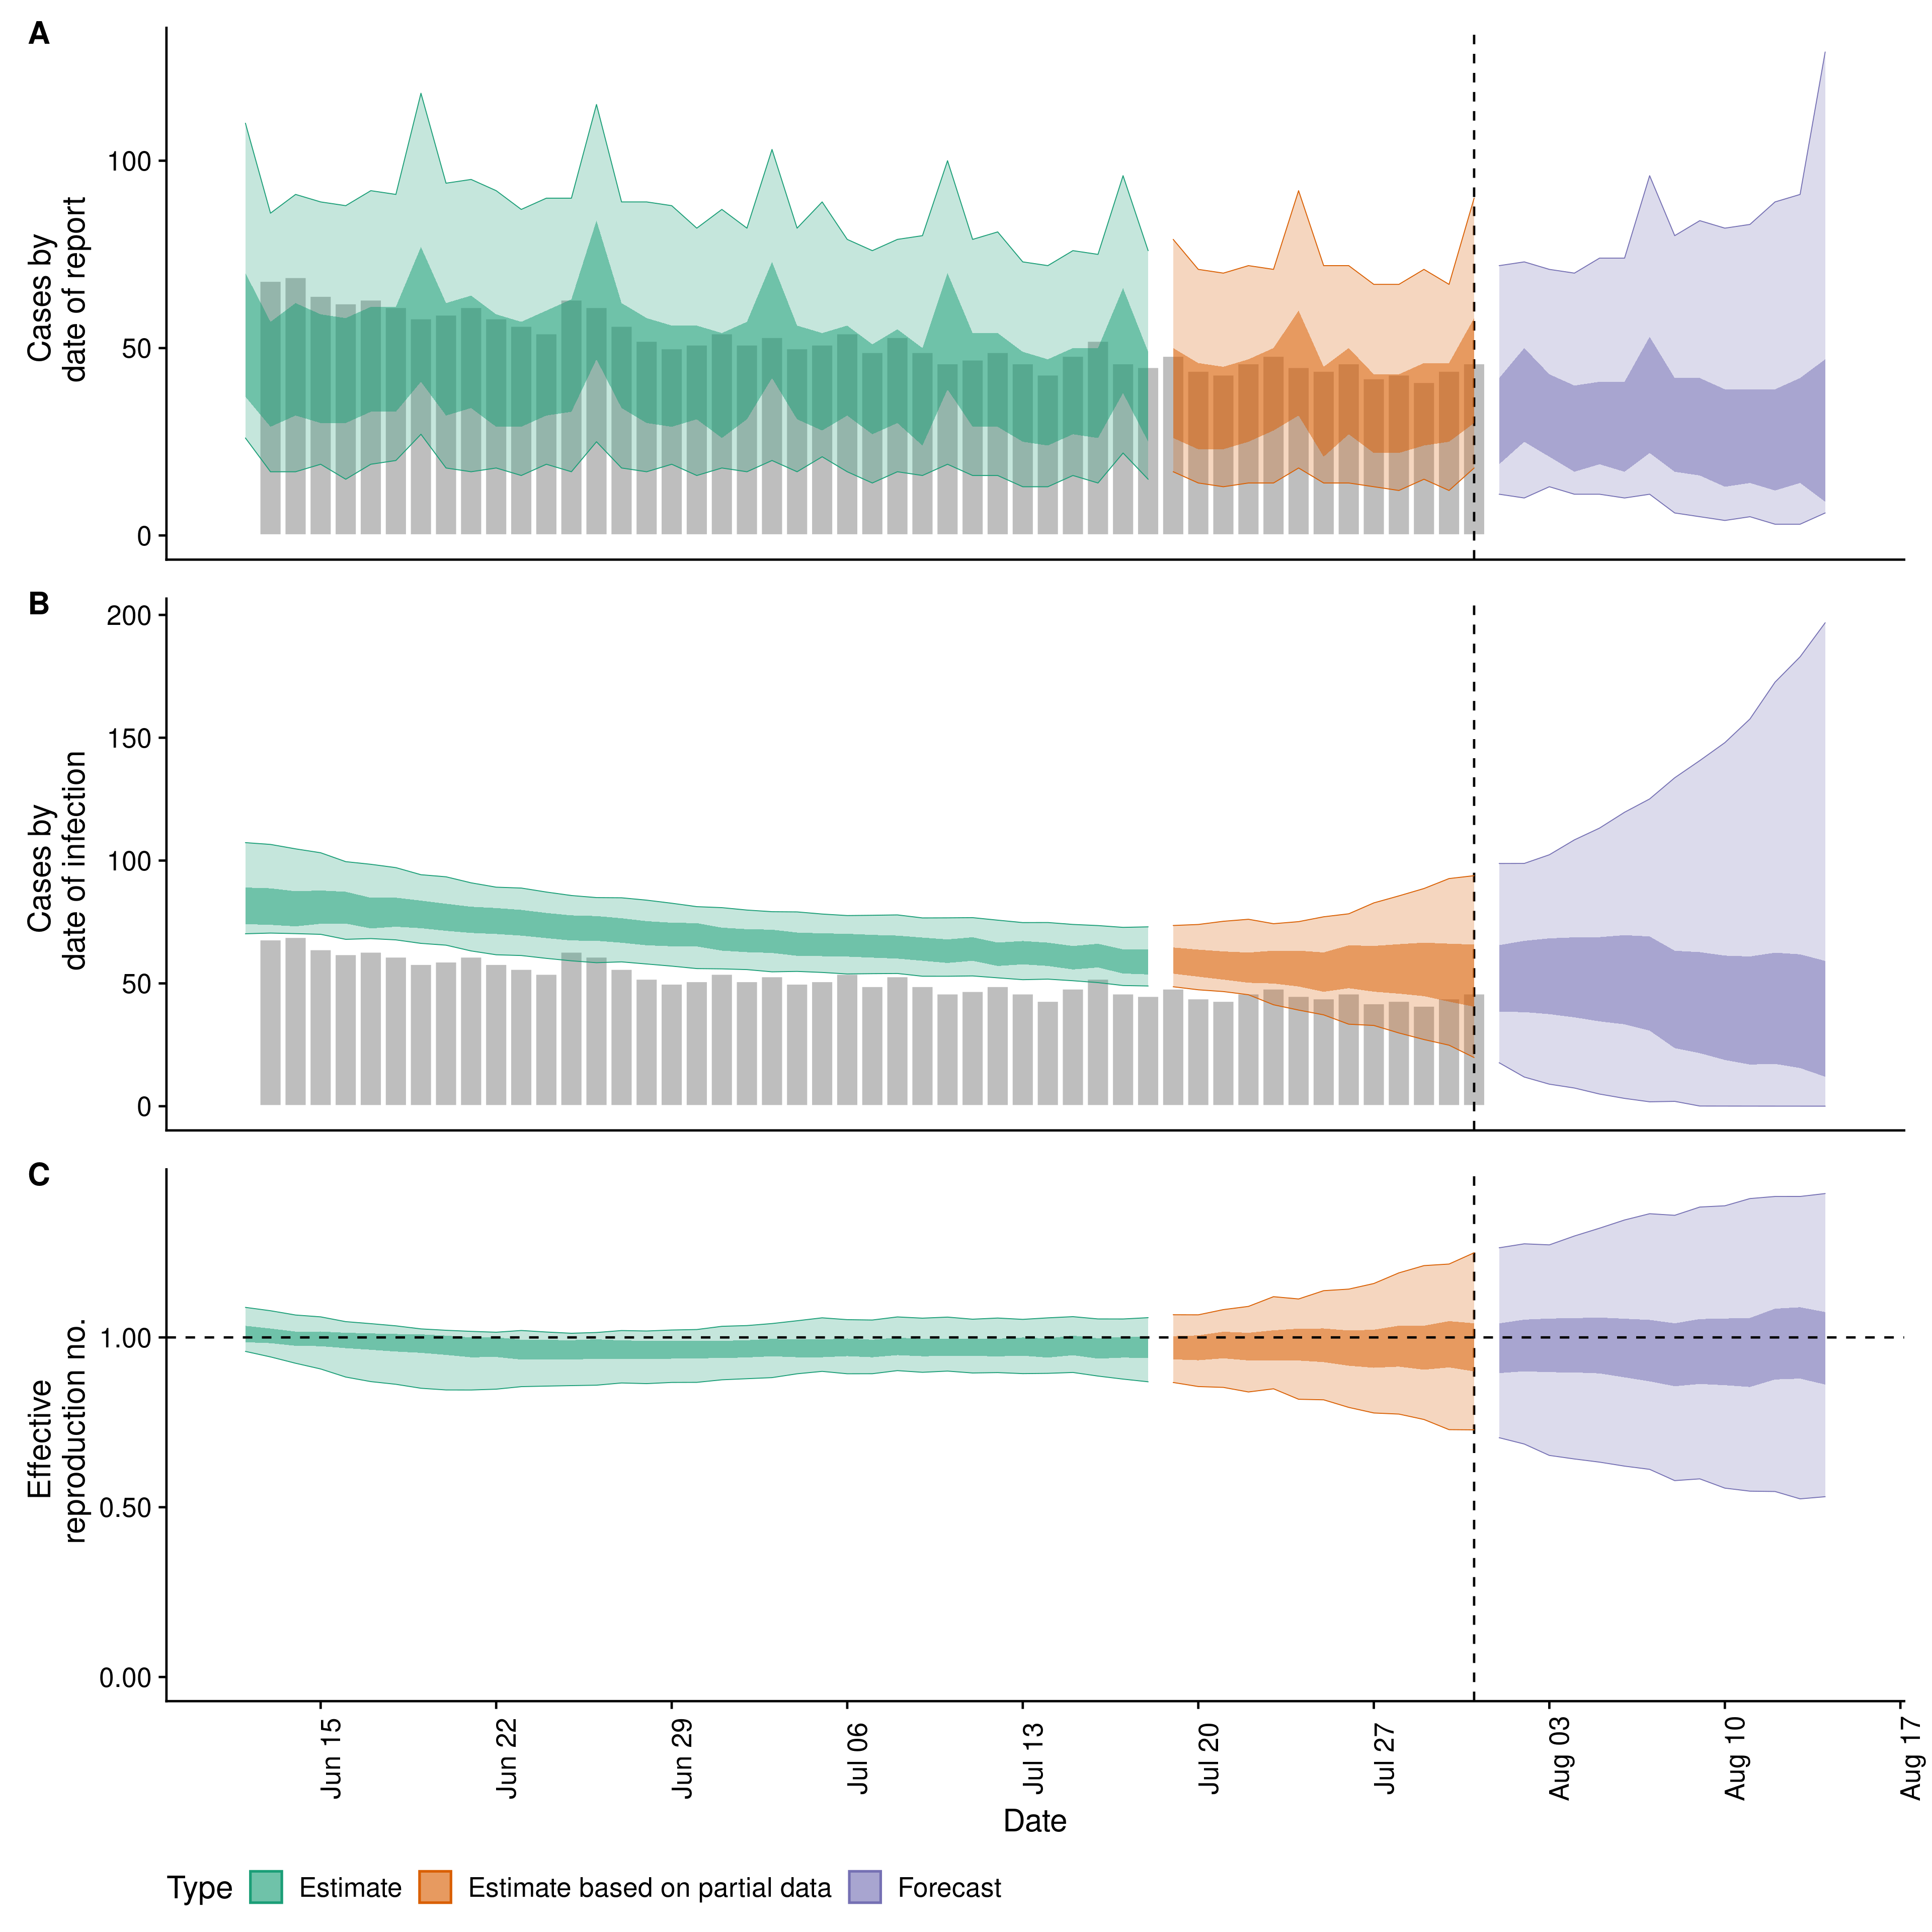 A
Cases by
date of report
100
50
0
B
Cases by
date of infection
200
150
100
50
0
C
Effective
reproduction no.
1.00
0.50
0.00
Jun 15
Jun 22
Jun 29
Jul 06
Jul 13
Jul 20
Jul 27
Aug 03
Aug 10
Aug 17
Date
Type
Estimate
Estimate based on partial data
Forecast